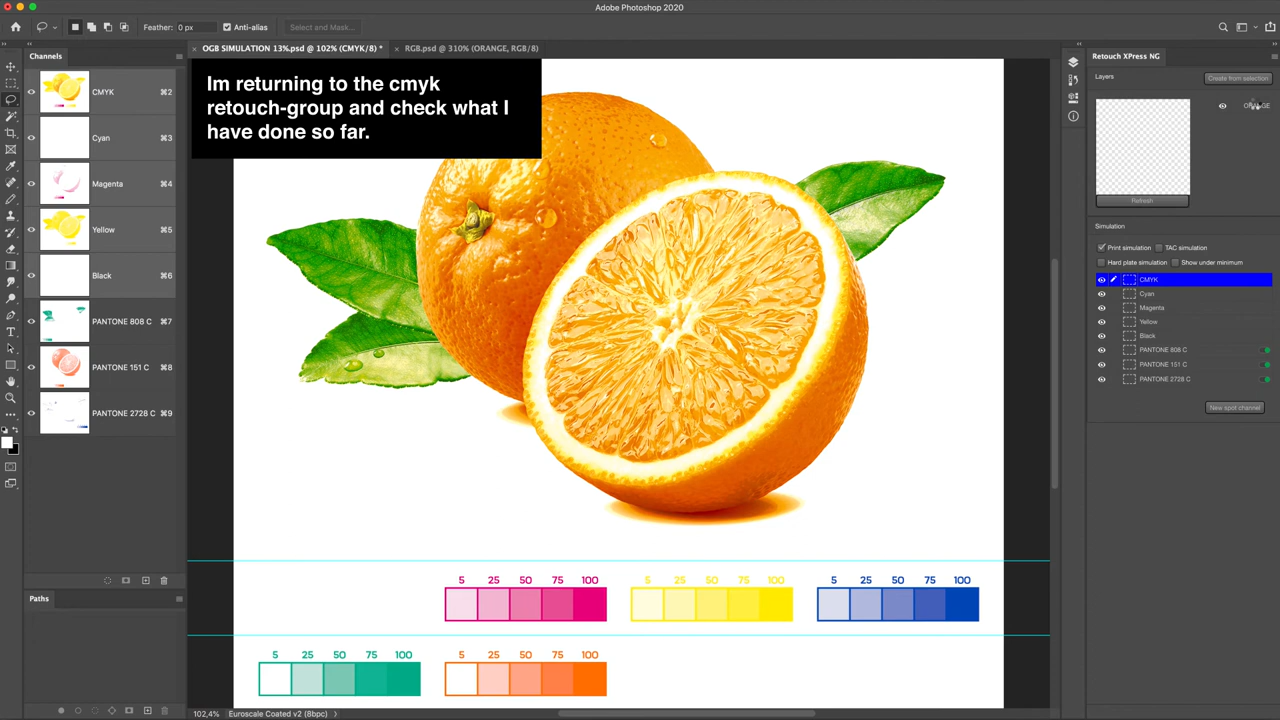 Adobe Photoshop 2020
Feather: 0 px
Anti-alias
Select and Mask...
Channels
OGB SIMULATION 13%.psd @ 102% (CMYK/8) *
RGB.psd @ 310% (ORANGE, RGB/8)
Retouch XPress NG
Layers
Create from selection
CMYK ⌘2
Im returning to the cmyk
retouch-group and check what I
have done so far.
Cyan ⌘3
Magenta ⌘4
Yellow ⌘5
Black ⌘6
PANTONE 808 C ⌘7
PANTONE 151 C ⌘8
PANTONE 2728 C ⌘9
Refresh
Simulation
Print simulation
TAC simulation
Hard plate simulation
Show under minimum
CMYK
Cyan
Magenta
Yellow
Black
PANTONE 808 C
PANTONE 151 C
PANTONE 2728 C
New spot channel
5 25 50 75 100
5 25 50 75 100
5 25 50 75 100
5 25 50 75 100
5 25 50 75 100
Paths
102,4%
Euroscale Coated v2 (8bpc)